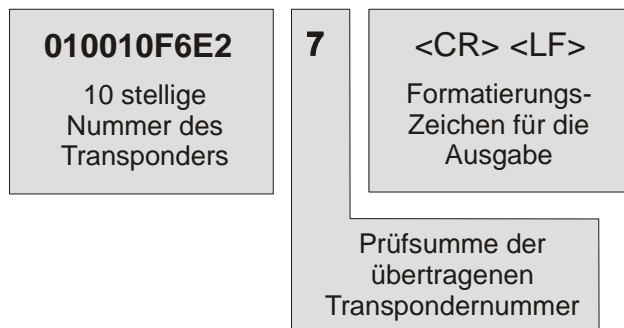 010010F6E2
10 stellige
Nummer des
Transponders
7
<CR> <LF>
Formatierungs-
Zeichen für die
Ausgabe
Prüfsumme der
übertragenen
Transpondernummer